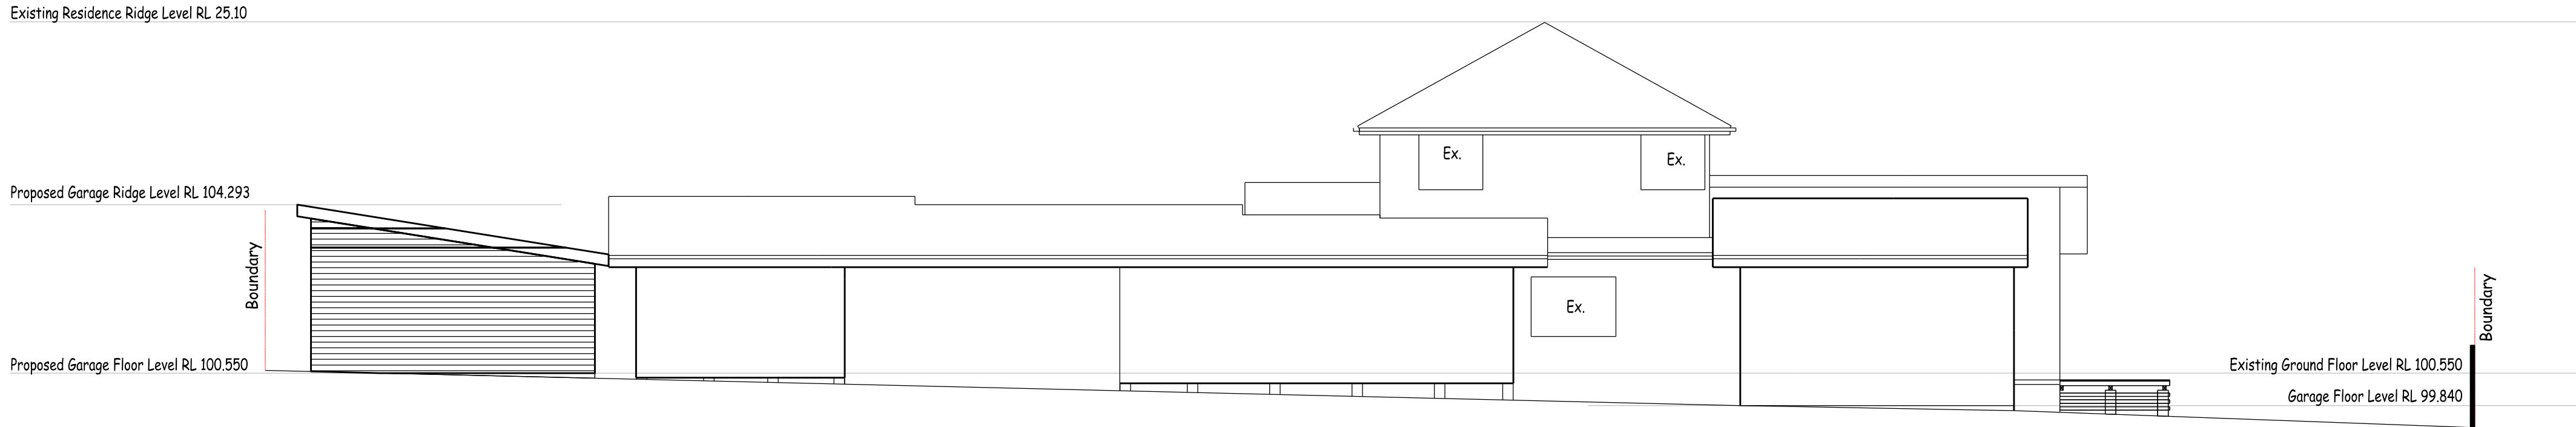 Existing Residence Ridge Level RL 25.10
Ex.
Ex.
Proposed Garage Ridge Level RL 104.293
Boundary
Ex.
Boundary
Proposed Garage Floor Level RL 100.550
Existing Ground Floor Level RL 100.550
Garage Floor Level RL 99.840